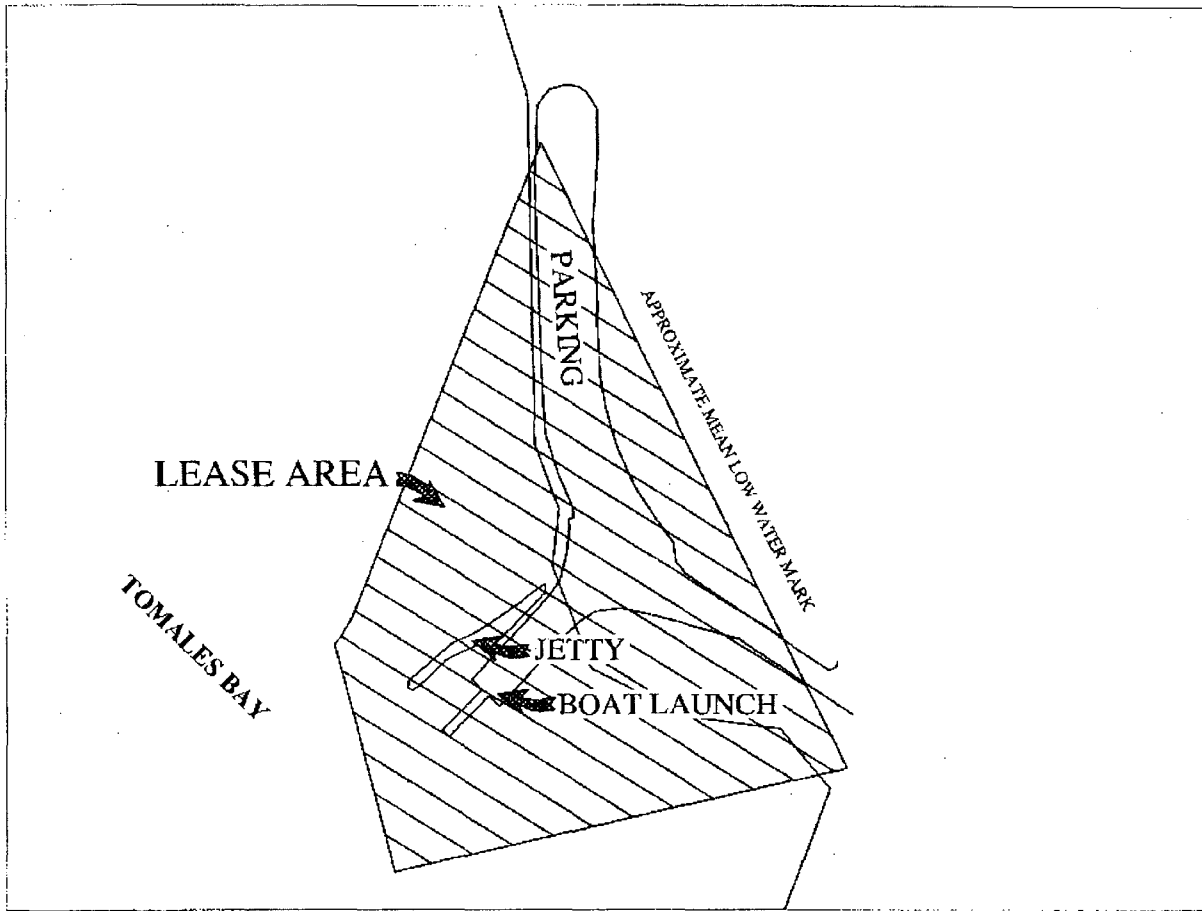 PARKING
APPROXIMATE MEAN LOW WATER MARK
LEASE AREA
TOMALES BAY
JETTY
BOAT LAUNCH